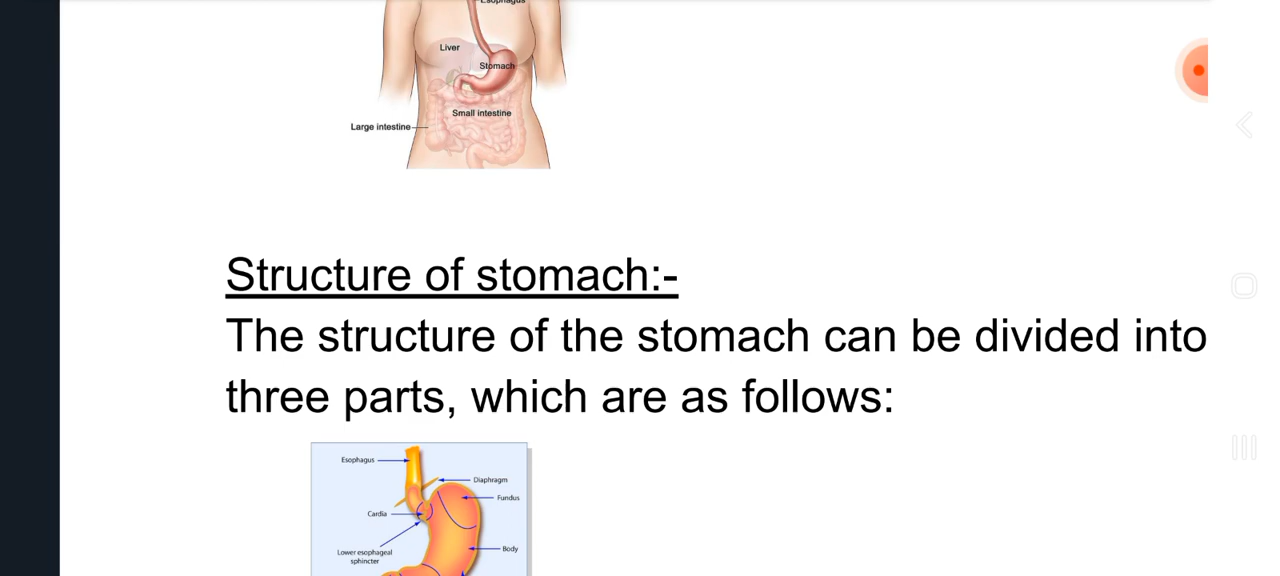 Esophagus
Liver
Stomach
Small intestine
Large intestine
Structure of stomach:-
The structure of the stomach can be divided into
three parts, which are as follows:
Esophagus
Diaphragm
Fundus
Cardia
Lower esophageal
sphincter
Body